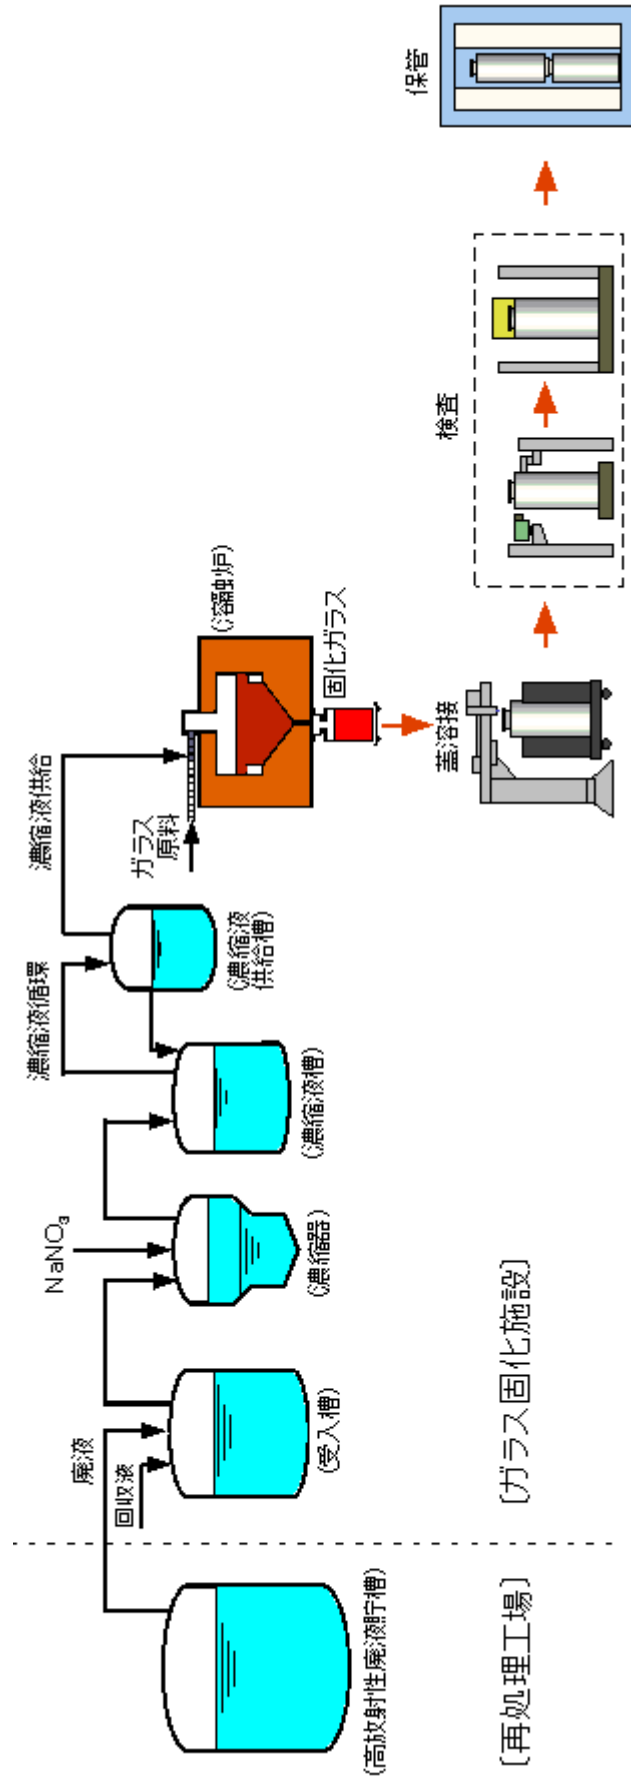 廃液
回収液
(高放射性廃液貯槽)
[再処理工場]
(受入槽)
NaNO₃
(濃縮器)
(濃縮液槽)
濃縮液循環
(濃縮液
供給槽)
濃縮液供給
ガラス
原料
(溶融炉)
固化ガラス
蓋溶接
検査
保管
[ガラス固化施設]